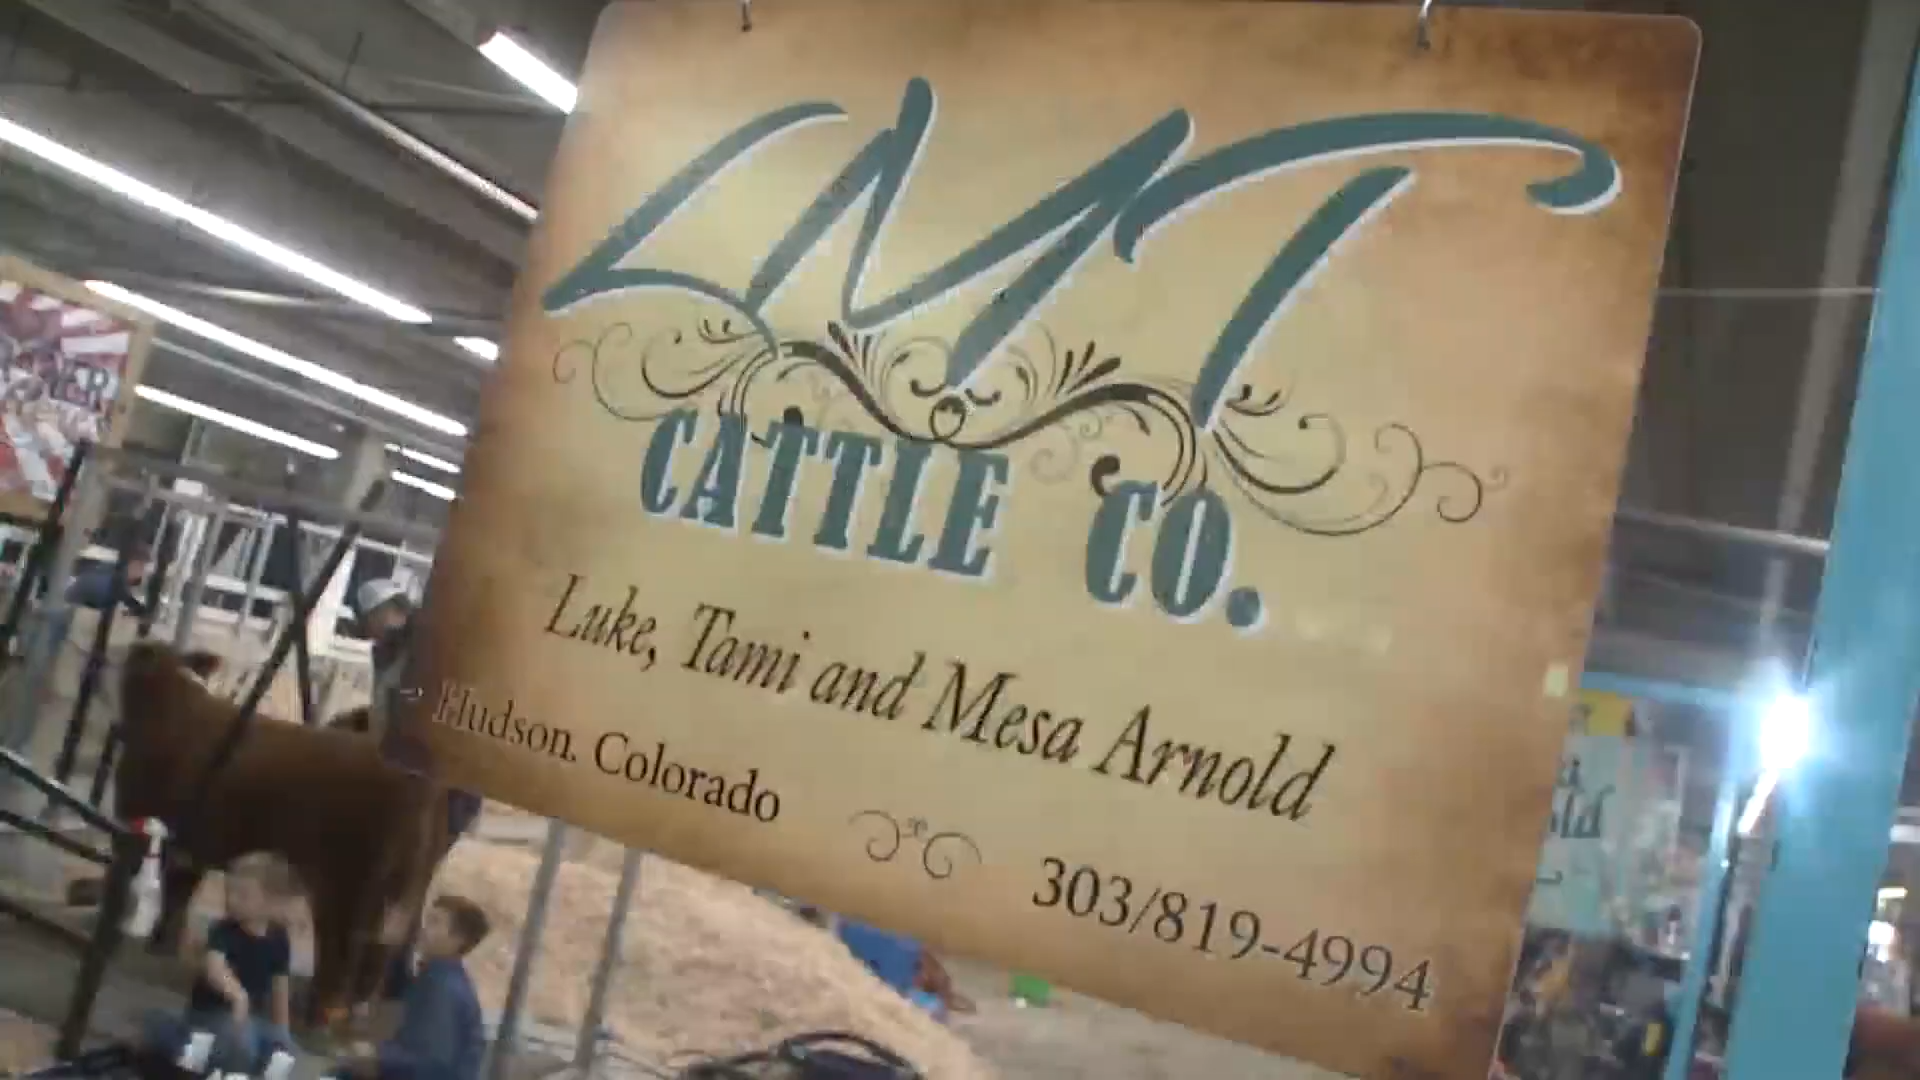 LMT
CATTLE CO.
Luke, Tami and Mesa Arnold
Hudson, Colorado
303/819-4994